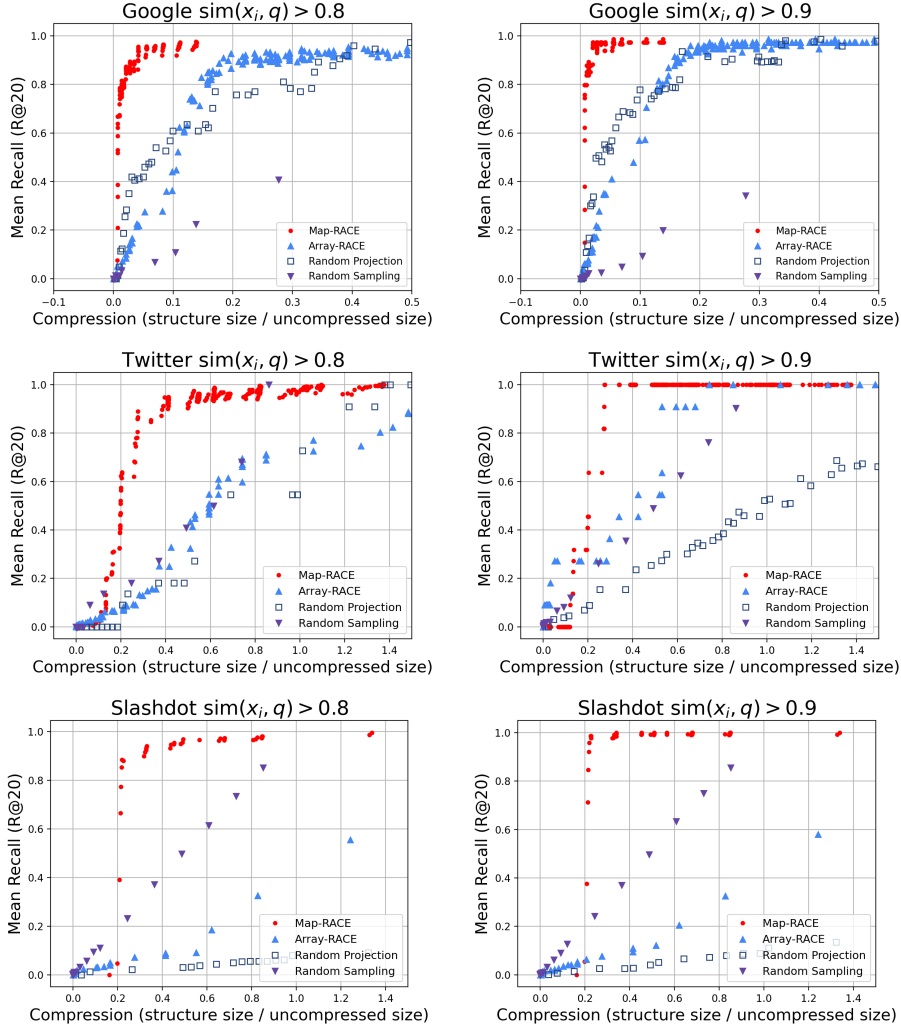 Google sim(x_i, q) > 0.8
Mean Recall (R@20)
1.0
0.8
0.6
0.4
0.2
0.0
Map-RACE
Array-RACE
Random Projection
Random Sampling
−0.1 0.0 0.1 0.2 0.3 0.4 0.5
Compression (structure size / uncompressed size)
Google sim(x_i, q) > 0.9
Mean Recall (R@20)
1.0
0.8
0.6
0.4
0.2
0.0
Map-RACE
Array-RACE
Random Projection
Random Sampling
−0.1 0.0 0.1 0.2 0.3 0.4 0.5
Compression (structure size / uncompressed size)
Twitter sim(x_i, q) > 0.8
Mean Recall (R@20)
1.0
0.8
0.6
0.4
0.2
0.0
Map-RACE
Array-RACE
Random Projection
Random Sampling
0.0 0.2 0.4 0.6 0.8 1.0 1.2 1.4
Compression (structure size / uncompressed size)
Twitter sim(x_i, q) > 0.9
Mean Recall (R@20)
1.0
0.8
0.6
0.4
0.2
0.0
Map-RACE
Array-RACE
Random Projection
Random Sampling
0.0 0.2 0.4 0.6 0.8 1.0 1.2 1.4
Compression (structure size / uncompressed size)
Slashdot sim(x_i, q) > 0.8
Mean Recall (R@20)
1.0
0.8
0.6
0.4
0.2
0.0
Map-RACE
Array-RACE
Random Projection
Random Sampling
0.0 0.2 0.4 0.6 0.8 1.0 1.2 1.4
Compression (structure size / uncompressed size)
Slashdot sim(x_i, q) > 0.9
Mean Recall (R@20)
1.0
0.8
0.6
0.4
0.2
0.0
Map-RACE
Array-RACE
Random Projection
Random Sampling
0.0 0.2 0.4 0.6 0.8 1.0 1.2 1.4
Compression (structure size / uncompressed size)